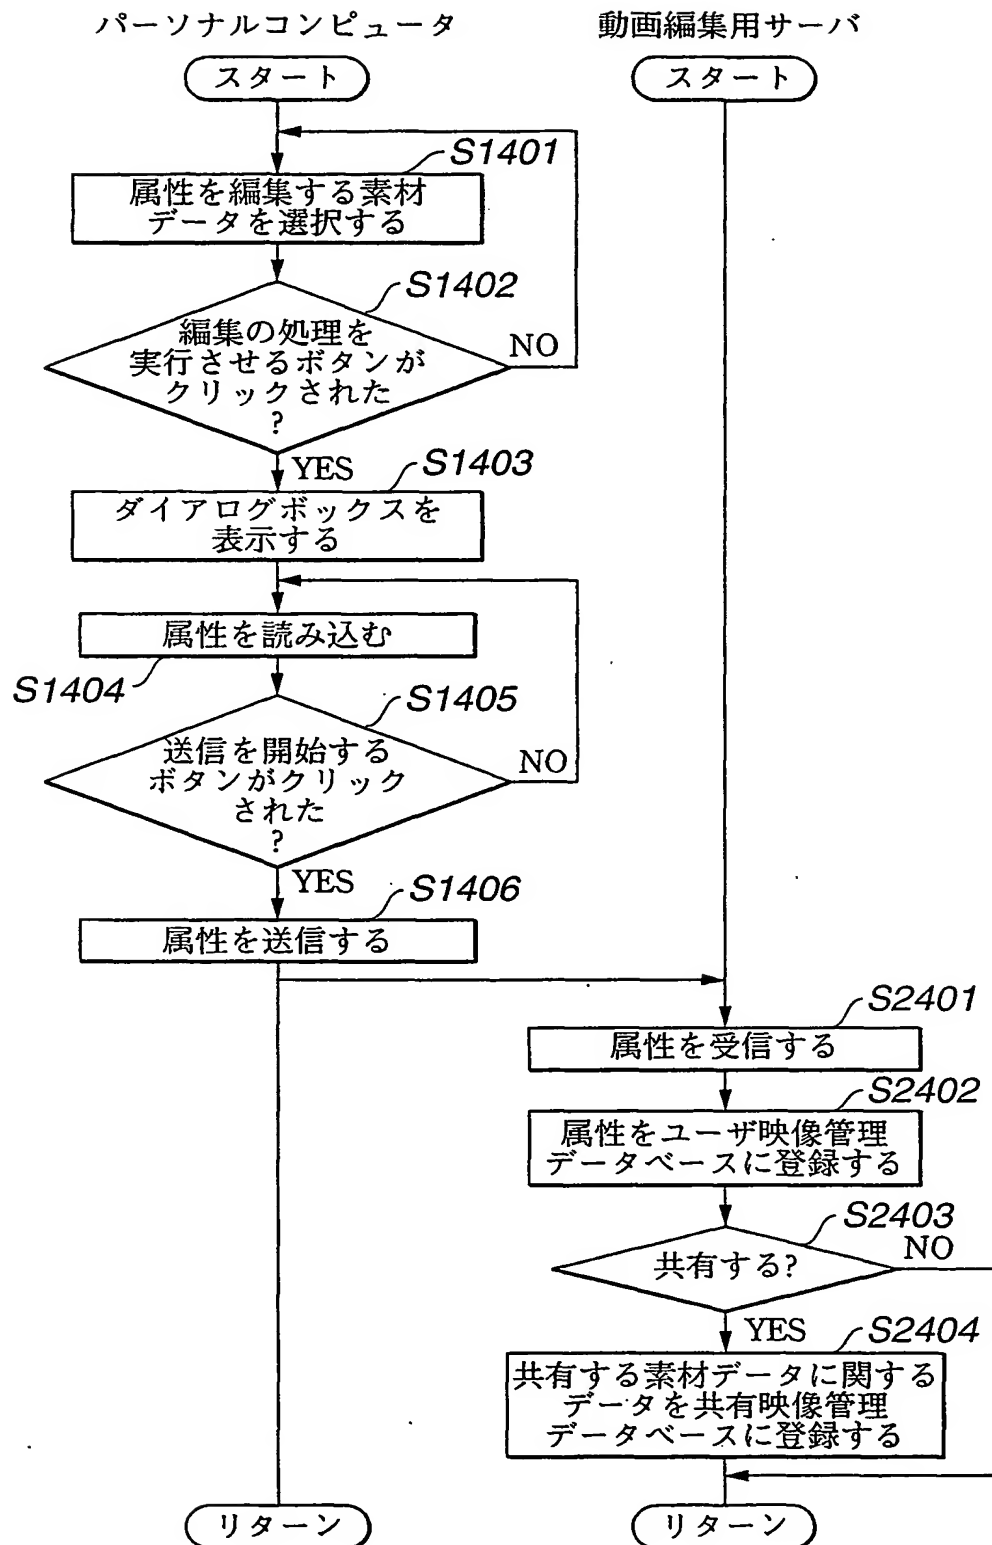 パーソナルコンピュータ
動画編集用サーバ
スタート
スタート
S1401
属性を編集する素材
データを選択する
S1402
編集の処理を
実行させるボタンが
クリックされた
?
NO
YES
S1403
ダイアログボックスを
表示する
属性を読み込む
S1404
S1405
送信を開始する
ボタンがクリック
された
?
NO
YES
S1406
属性を送信する
S2401
属性を受信する
S2402
属性をユーザ映像管理
データベースに登録する
S2403
共有する?
NO
YES
S2404
共有する素材データに関する
データを共有映像管理
データベースに登録する
リターン
リターン